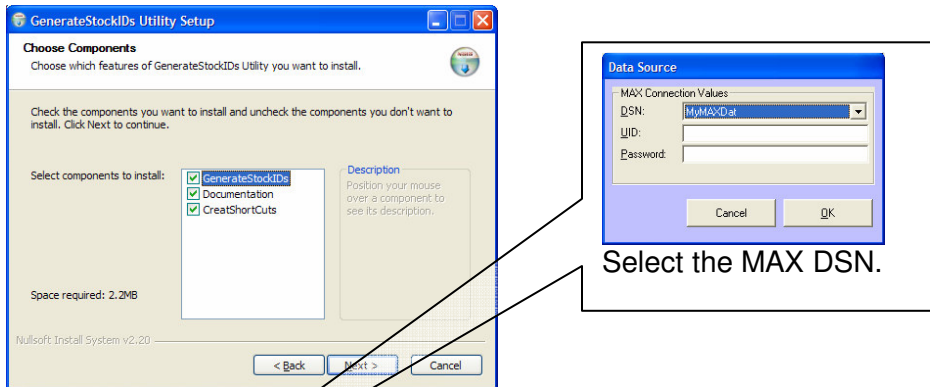 GenerateStockIDs Utility Setup
Choose Components
Choose which features of GenerateStockIDs Utility you want to install.
Check the components you want to install and uncheck the components you don't want to
install. Click Next to continue.
Select components to install:
GenerateStockIDs
Documentation
CreatShortCuts
Description
Position your mouse
over a component to
see its description.
Space required: 2.2MB
Nullsoft Install System v2.20
< Back
Next >
Cancel
Data Source
MAX Connection Values
DSN:
MyMAXDat
UID:
Password:
Cancel
OK
Select the MAX DSN.